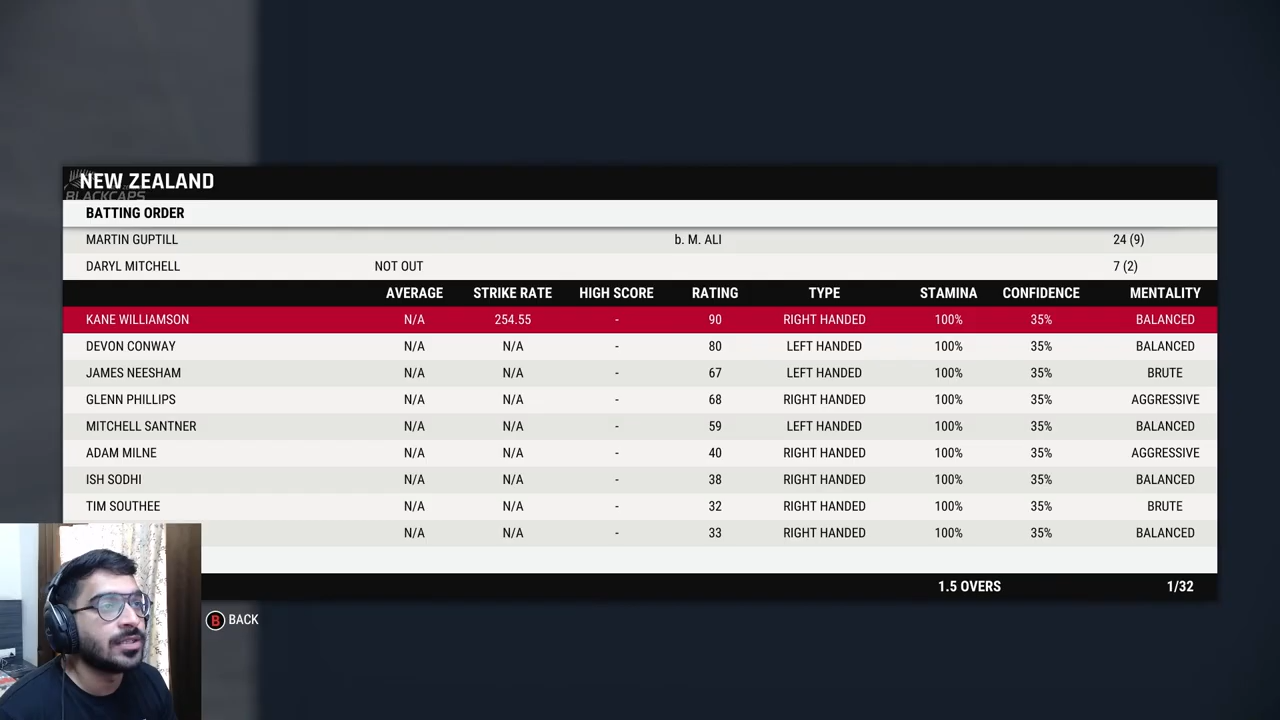 NEW ZEALAND
BLACKCAPS
BATTING ORDER
MARTIN GUPTILL b. M. ALI 24 (9)
DARYL MITCHELL NOT OUT 7 (2)
AVERAGE STRIKE RATE HIGH SCORE RATING TYPE STAMINA CONFIDENCE MENTALITY
KANE WILLIAMSON N/A 254.55 - 90 RIGHT HANDED 100% 35% BALANCED
DEVON CONWAY N/A N/A - 80 LEFT HANDED 100% 35% BALANCED
JAMES NEESHAM N/A N/A - 67 LEFT HANDED 100% 35% BRUTE
GLENN PHILLIPS N/A N/A - 68 RIGHT HANDED 100% 35% AGGRESSIVE
MITCHELL SANTNER N/A N/A - 59 LEFT HANDED 100% 35% BALANCED
ADAM MILNE N/A N/A - 40 RIGHT HANDED 100% 35% AGGRESSIVE
ISH SODHI N/A N/A - 38 RIGHT HANDED 100% 35% BALANCED
TIM SOUTHEE N/A N/A - 32 RIGHT HANDED 100% 35% BRUTE
N/A N/A - 33 RIGHT HANDED 100% 35% BALANCED
1.5 OVERS 1/32
B BACK